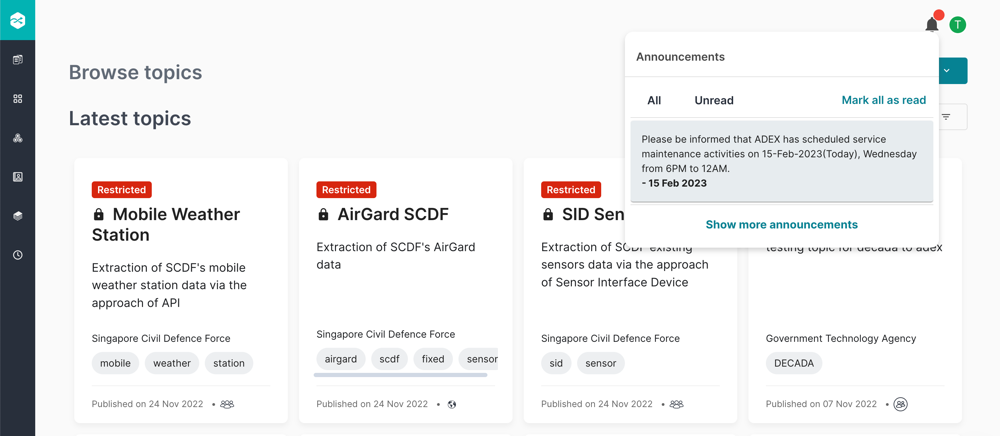 T
Announcements
Browse topics
All Unread Mark all as read
Latest topics
Please be informed that ADEX has scheduled service
maintenance activities on 15-Feb-2023(Today), Wednesday
from 6PM to 12AM.
- 15 Feb 2023
Show more announcements
Restricted
Mobile Weather
Station
Extraction of SCDF's mobile
weather station data via the
approach of API
Singapore Civil Defence Force
mobile weather station
Published on 24 Nov 2022 •
Restricted
AirGard SCDF
Extraction of SCDF's AirGard
data
Singapore Civil Defence Force
airgard scdf fixed sensor
Published on 24 Nov 2022 •
Restricted
SID Sen
Extraction of SCDF existing
sensors data via the approach
of Sensor Interface Device
Singapore Civil Defence Force
sid sensor
Published on 24 Nov 2022 •
testing topic for decada to adex
Government Technology Agency
DECADA
Published on 07 Nov 2022 •